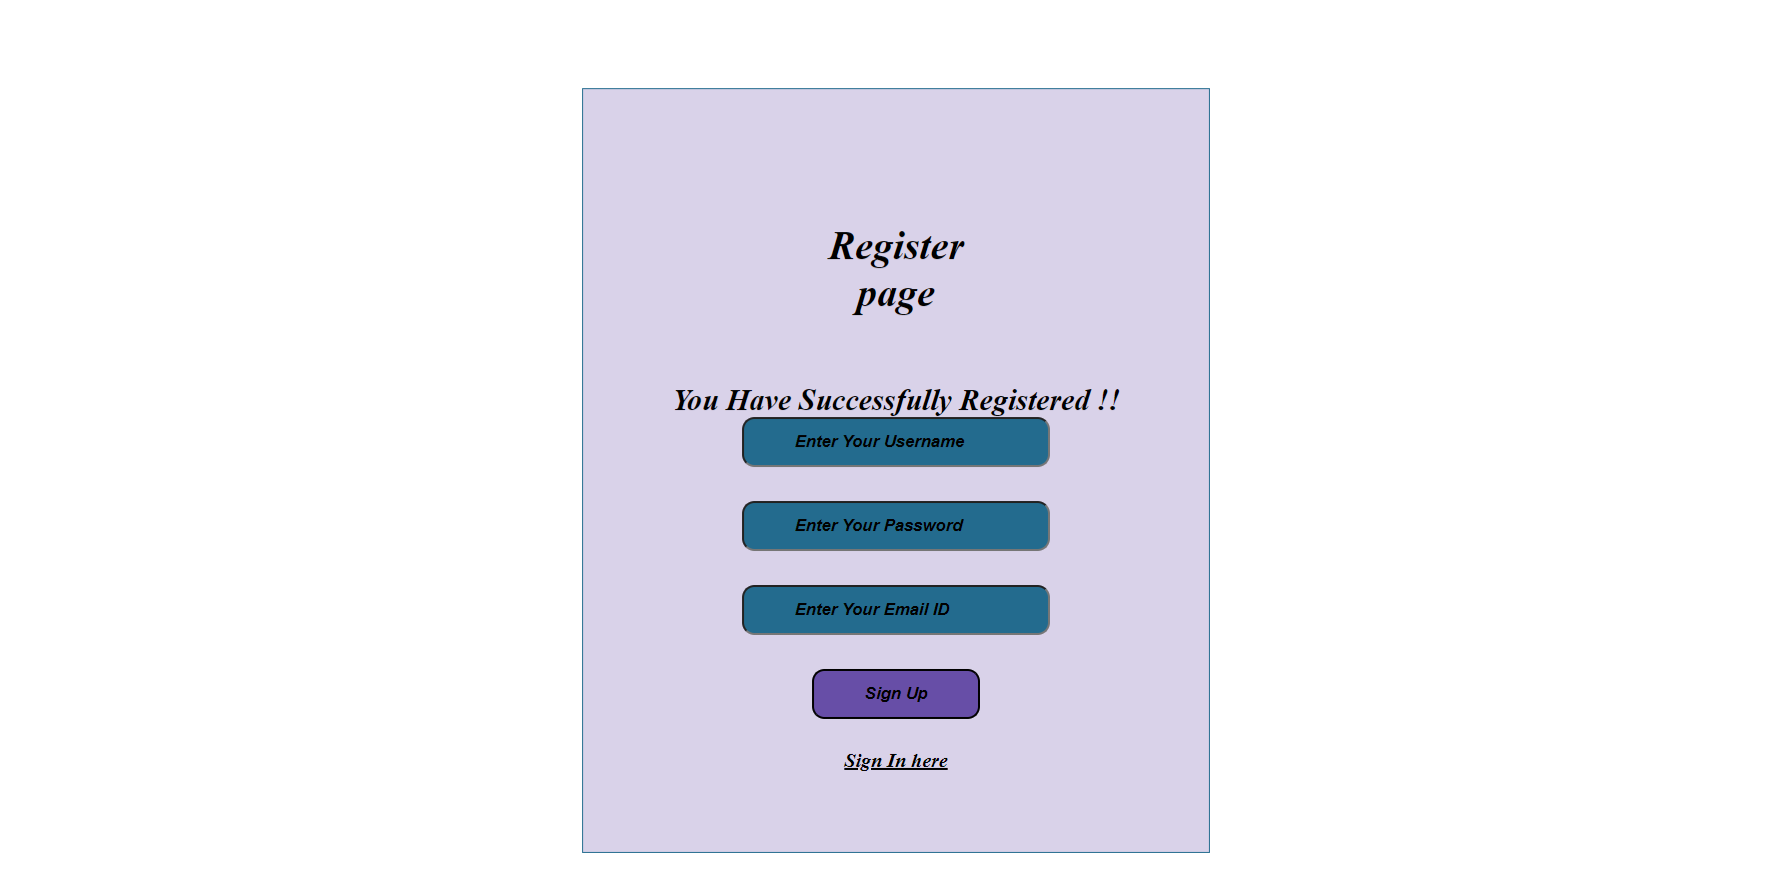 Register
page
You Have Successfully Registered !!
Enter Your Username
Enter Your Password
Enter Your Email ID
Sign Up
Sign In here